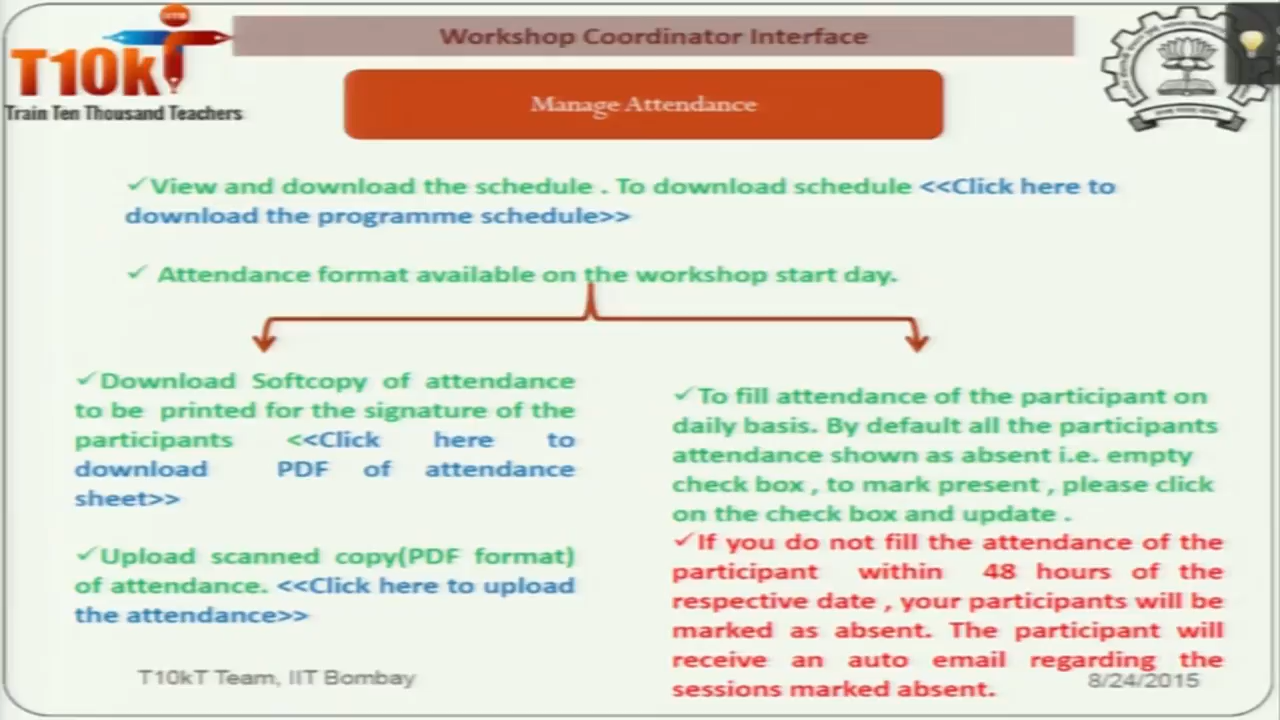 Workshop Coordinator Interface
T10kT
Train Ten Thousand Teachers
Manage Attendance
✓View and download the schedule . To download schedule <<Click here to
download the programme schedule>>
✓ Attendance format available on the workshop start day.
✓Download Softcopy of attendance
to be printed for the signature of the
participants <<Click here to
download PDF of attendance
sheet>>
✓Upload scanned copy(PDF format)
of attendance. <<Click here to upload
the attendance>>
✓To fill attendance of the participant on
daily basis. By default all the participants
attendance shown as absent i.e. empty
check box , to mark present , please click
on the check box and update .
✓If you do not fill the attendance of the
participant within 48 hours of the
respective date , your participants will be
marked as absent. The participant will
receive an auto email regarding the
sessions marked absent.
T10kT Team, IIT Bombay
8/24/2015